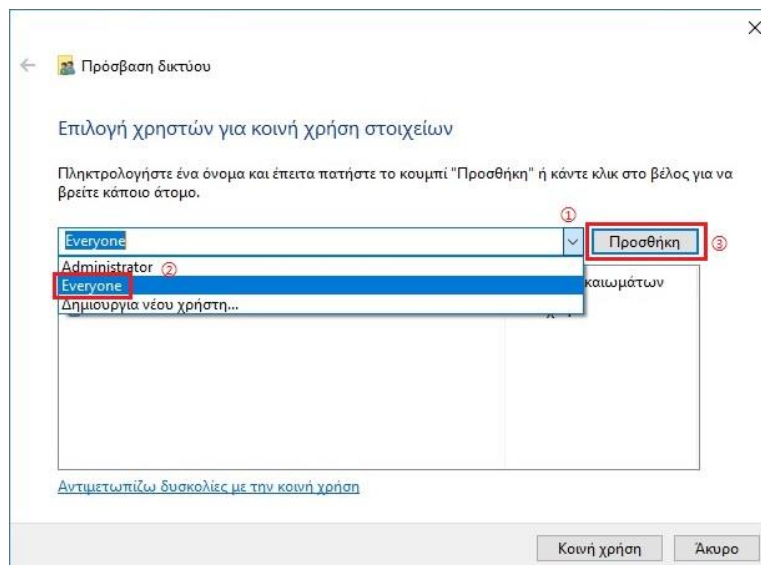 Πρόσβαση δικτύου
Επιλογή χρηστών για κοινή χρήση στοιχείων
Πληκτρολογήστε ένα όνομα και έπειτα πατήστε το κουμπί "Προσθήκη" ή κάντε κλικ στο βέλος για να
βρείτε κάποιο άτομο.
①
Everyone
Προσθήκη ③
Administrator ②
Everyone
καιωμάτων
Δημιουργία νέου χρήστη...
Αντιμετωπίζω δυσκολίες με την κοινή χρήση
Κοινή χρήση
Άκυρο